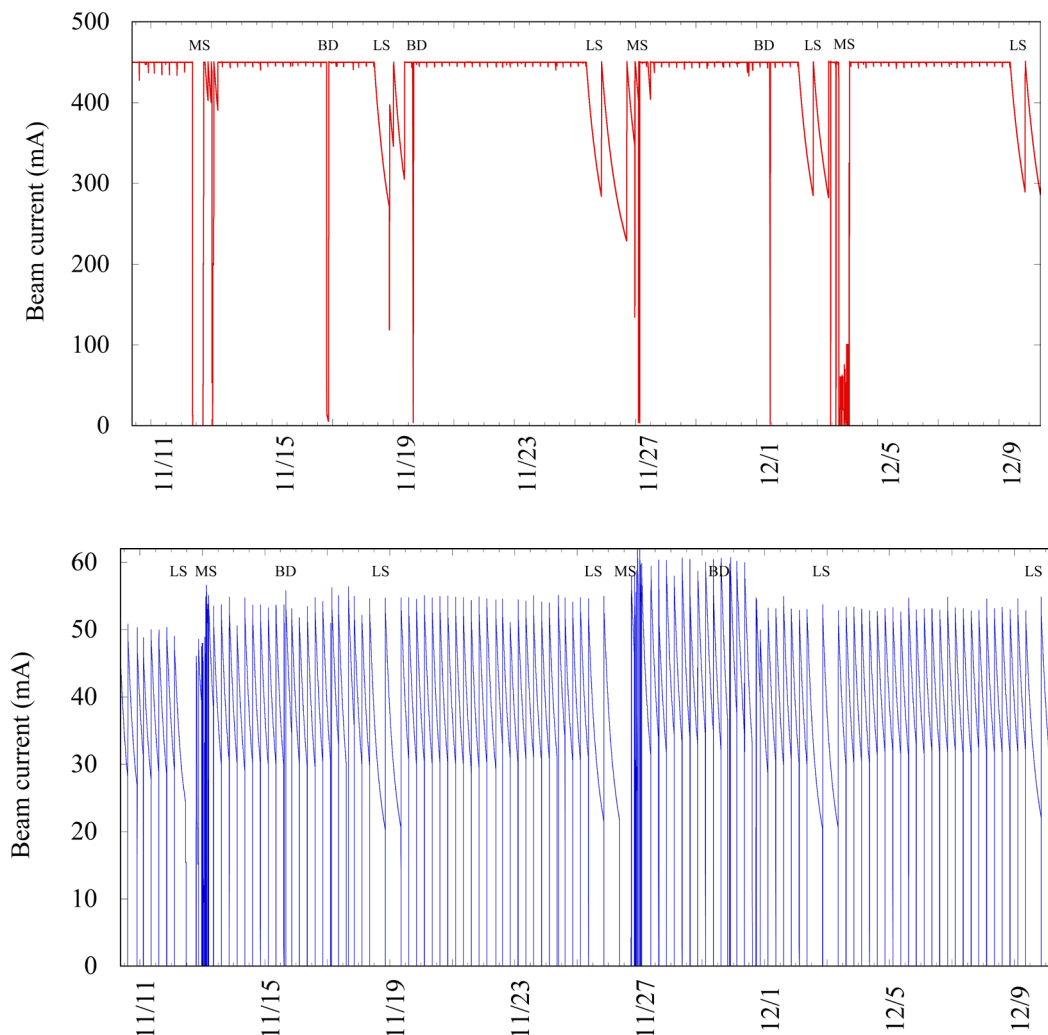 500
MS BD LS BD LS MS BD LS MS LS
400
300
200
100
0
Beam current (mA)
11/11 11/15 11/19 11/23 11/27 12/1 12/5 12/9
60
LS MS BD LS LS MS BD LS LS
50
40
30
20
10
0
Beam current (mA)
11/11 11/15 11/19 11/23 11/27 12/1 12/5 12/9